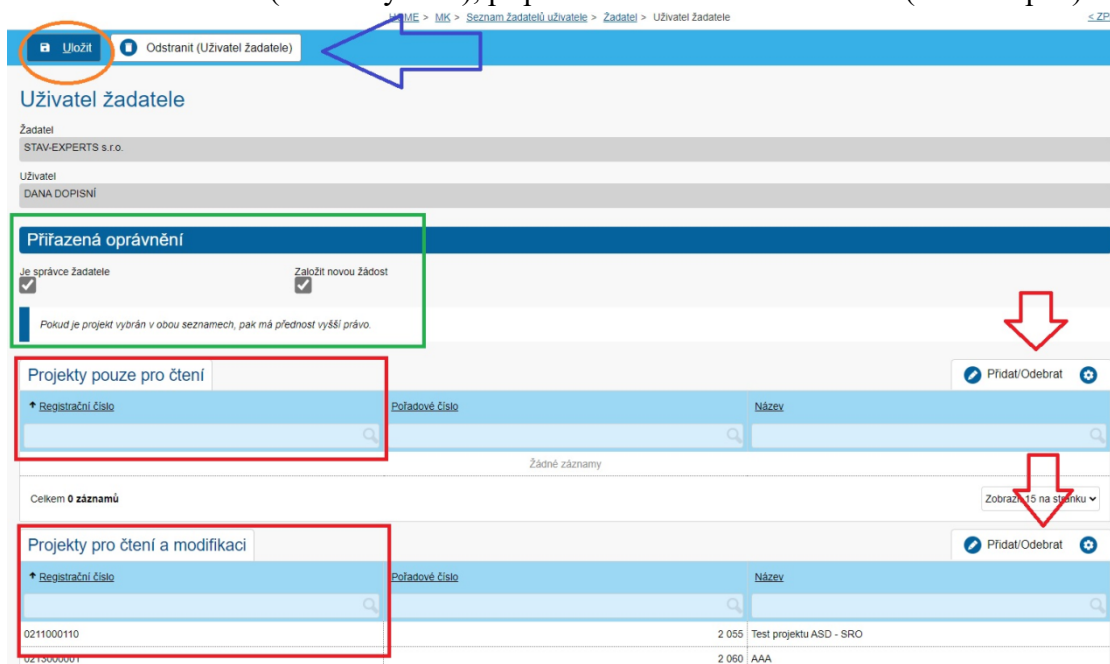 HOME > MK > Seznam žadatelů uživatele > Žadatel > Uživatel žadatele
< ZP
Uložit Odstranit (Uživatel žadatele)
Uživatel žadatele
Žadatel
STAV-EXPERTS s.r.o.
Uživatel
DANA DOPISNÍ
Přiřazená oprávnění
Je správce žadatele Založit novou žádost
Pokud je projekt vybrán v obou seznamech, pak má přednost vyšší právo.
Projekty pouze pro čtení Přidat/Odebrat
Registrační číslo Pořadové číslo Název
Žádné záznamy
Celkem 0 záznamů 15 na stránku
Projekty pro čtení a modifikaci Přidat/Odebrat
Registrační číslo Pořadové číslo Název
0211000110 2 055 Test projektu ASD - SRO
0213000001 2 060 AAA